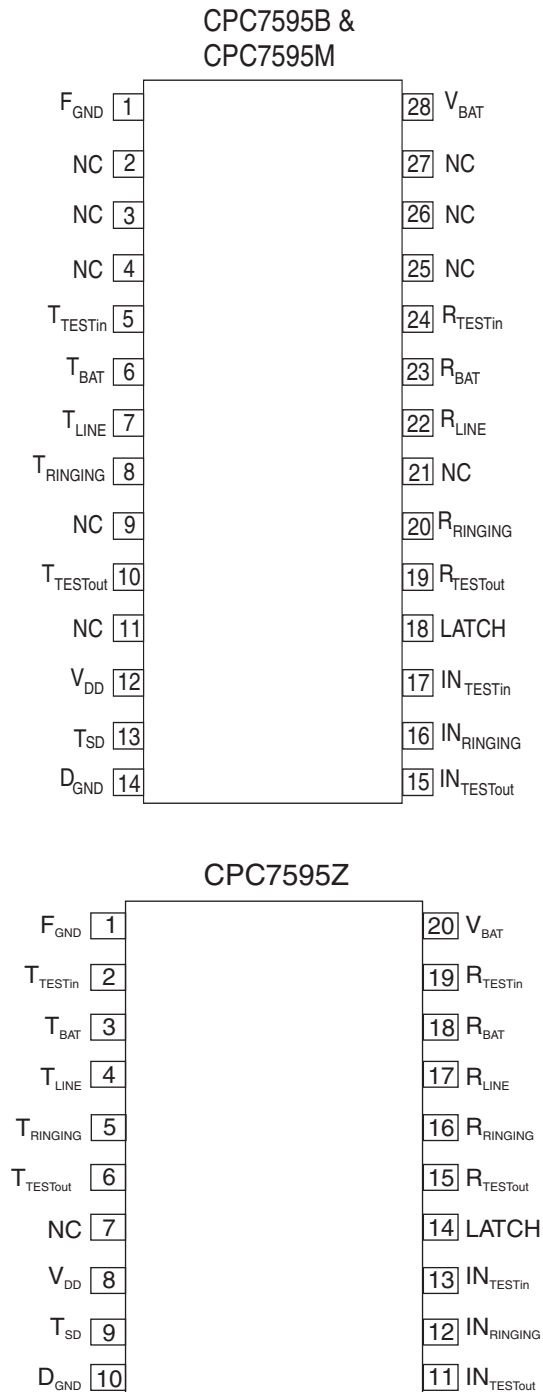 CPC7595B &
CPC7595M
F_GND 1 28 V_BAT
NC 2 27 NC
NC 3 26 NC
NC 4 25 NC
T_TESTin 5 24 R_TESTin
T_BAT 6 23 R_BAT
T_LINE 7 22 R_LINE
T_RINGING 8 21 NC
NC 9 20 R_RINGING
T_TESTout 10 19 R_TESTout
NC 11 18 LATCH
V_DD 12 17 IN_TESTin
T_SD 13 16 IN_RINGING
D_GND 14 15 IN_TESTout
CPC7595Z
F_GND 1 20 V_BAT
T_TESTin 2 19 R_TESTin
T_BAT 3 18 R_BAT
T_LINE 4 17 R_LINE
T_RINGING 5 16 R_RINGING
T_TESTout 6 15 R_TESTout
NC 7 14 LATCH
V_DD 8 13 IN_TESTin
T_SD 9 12 IN_RINGING
D_GND 10 11 IN_TESTout